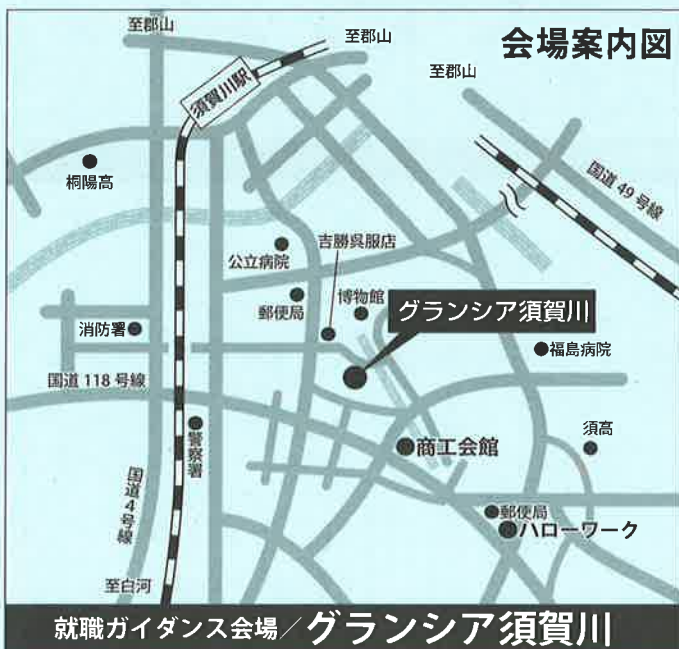 会場案内図
至郡山
至郡山
至郡山
須賀川駅
桐陽高
国道49号線
吉勝呉服店
公立病院
博物館
郵便局
グランシア須賀川
消防署
福島病院
国道118号線
須高
警察署
商工会館
国道4号線
郵便局
ハローワーク
至白河
就職ガイダンス会場／グランシア須賀川